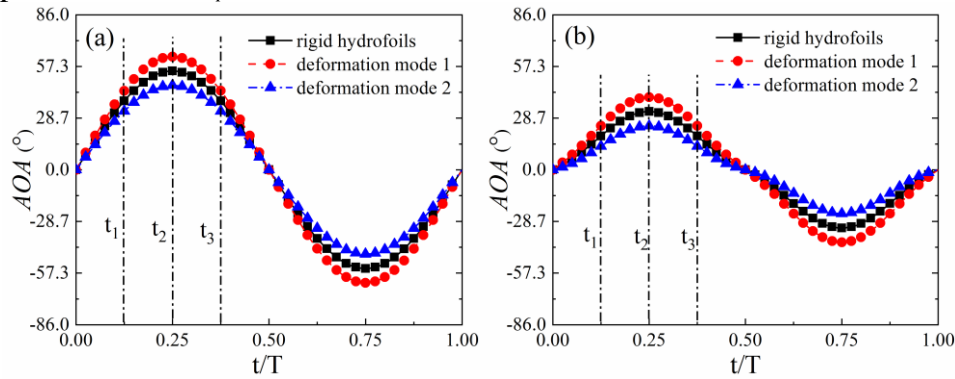 86.0
57.3
28.7
0.0
-28.7
-57.3
-86.0
AOA (°)
(a)
rigid hydrofoils
deformation mode 1
deformation mode 2
t1
t2
t3
0.00
0.25
0.50
0.75
1.00
t/T
86.0
57.3
28.7
0.0
-28.7
-57.3
-86.0
AOA (°)
(b)
rigid hydrofoils
deformation mode 1
deformation mode 2
t1
t2
t3
0.00
0.25
0.50
0.75
1.00
t/T